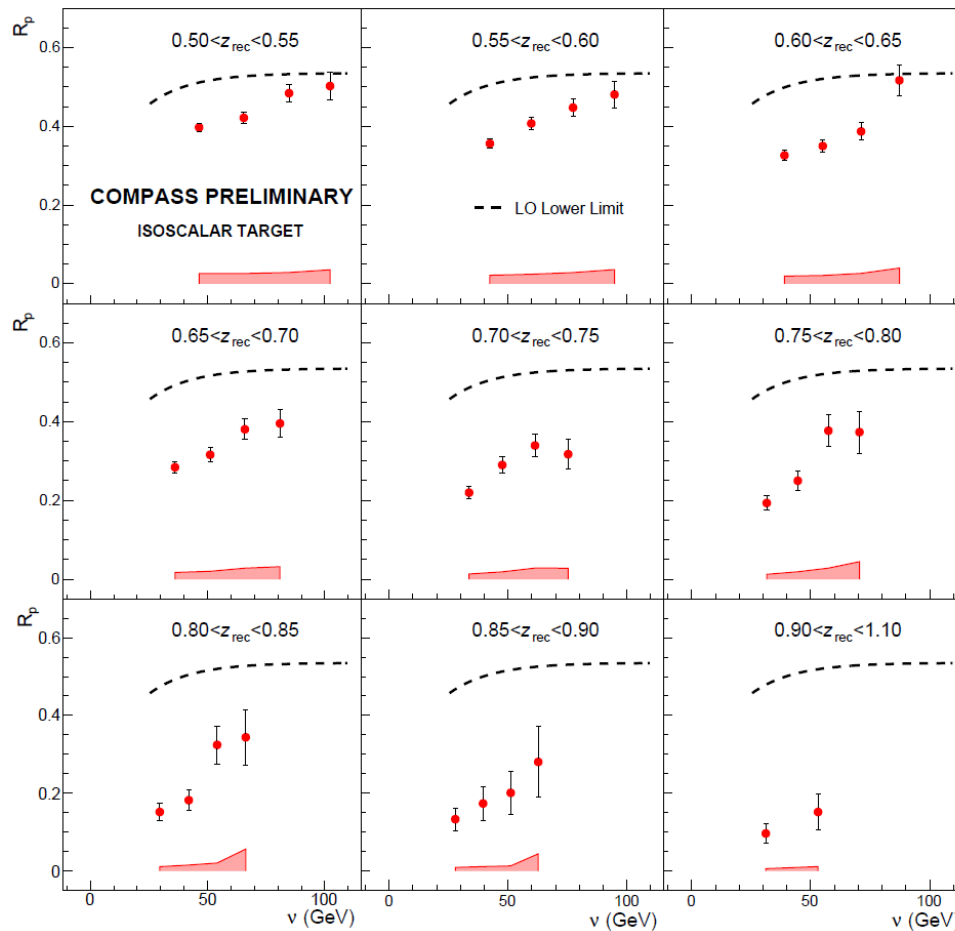 R_p
0.50<z_rec<0.55
0.55<z_rec<0.60
0.60<z_rec<0.65
0.6
0.4
0.2
0
COMPASS PRELIMINARY
ISOSCALAR TARGET
LO Lower Limit
R_p
0.65<z_rec<0.70
0.70<z_rec<0.75
0.75<z_rec<0.80
0.6
0.4
0.2
0
R_p
0.80<z_rec<0.85
0.85<z_rec<0.90
0.90<z_rec<1.10
0.6
0.4
0.2
0
0 50 100
0 50 100
0 50 100
ν (GeV)
ν (GeV)
ν (GeV)